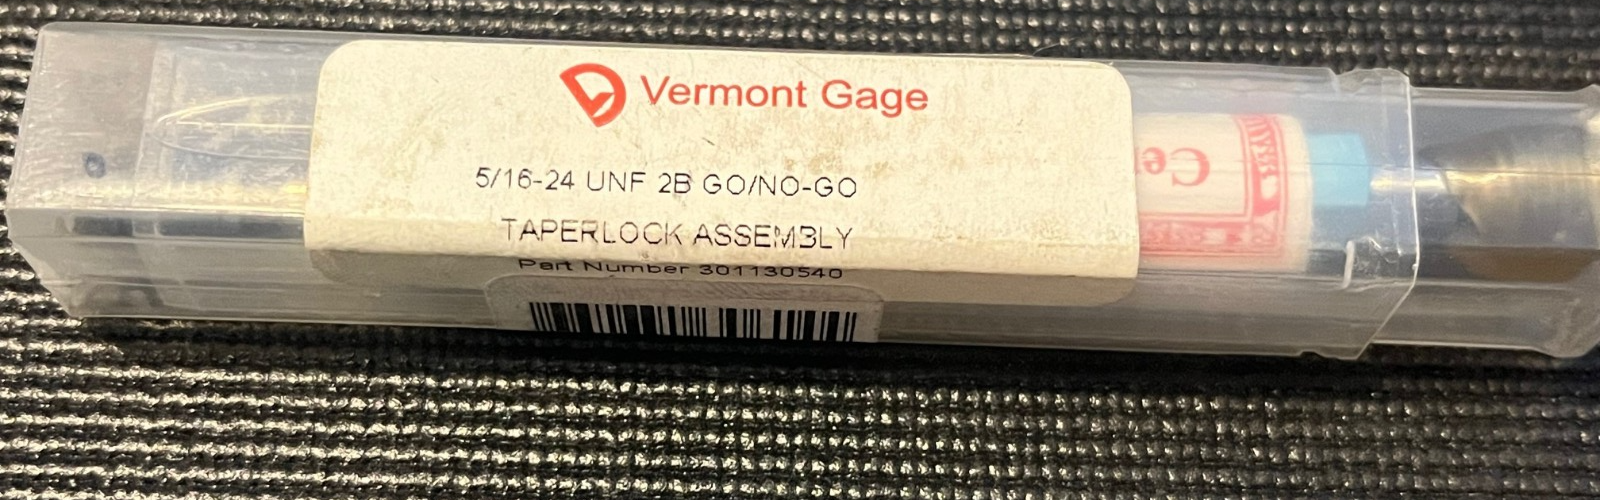 Vermont Gage
5/16-24 UNF 2B GO/NO-GO
TAPERLOCK ASSEMBLY
Part Number 301130540